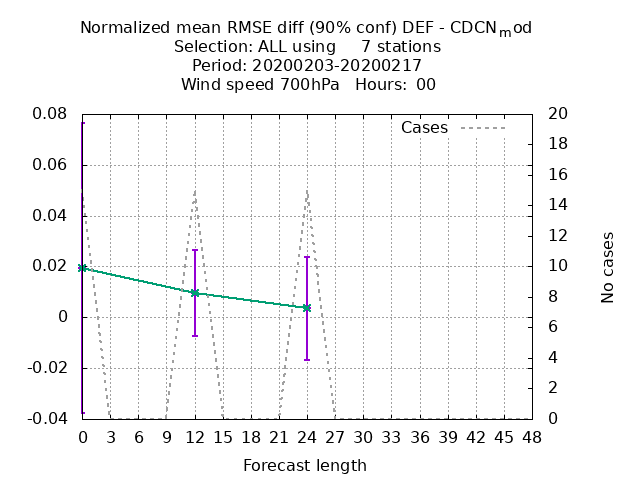 Normalized mean RMSE diff (90% conf) DEF - CDCNmod
Selection: ALL using 7 stations
Period: 20200203-20200217
Wind speed 700hPa Hours: 00
Cases
0.08
0.06
0.04
0.02
0
-0.02
-0.04
20
18
16
14
12
10
8
6
4
2
0
No cases
0 3 6 9 12 15 18 21 24 27 30 33 36 39 42 45 48
Forecast length